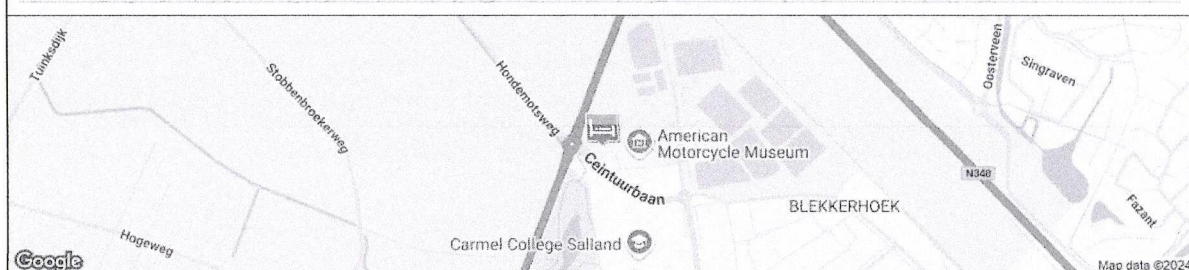 Tuinksdijk
Stobbenbroekerweg
Hondemotsweg
Oosterveen
Singraven
American
Motorcycle Museum
Ceintuurbaan
N348
BLEKKERHOEK
Fazant
Hogeweg
Carmel College Salland
Google
Map data ©2024